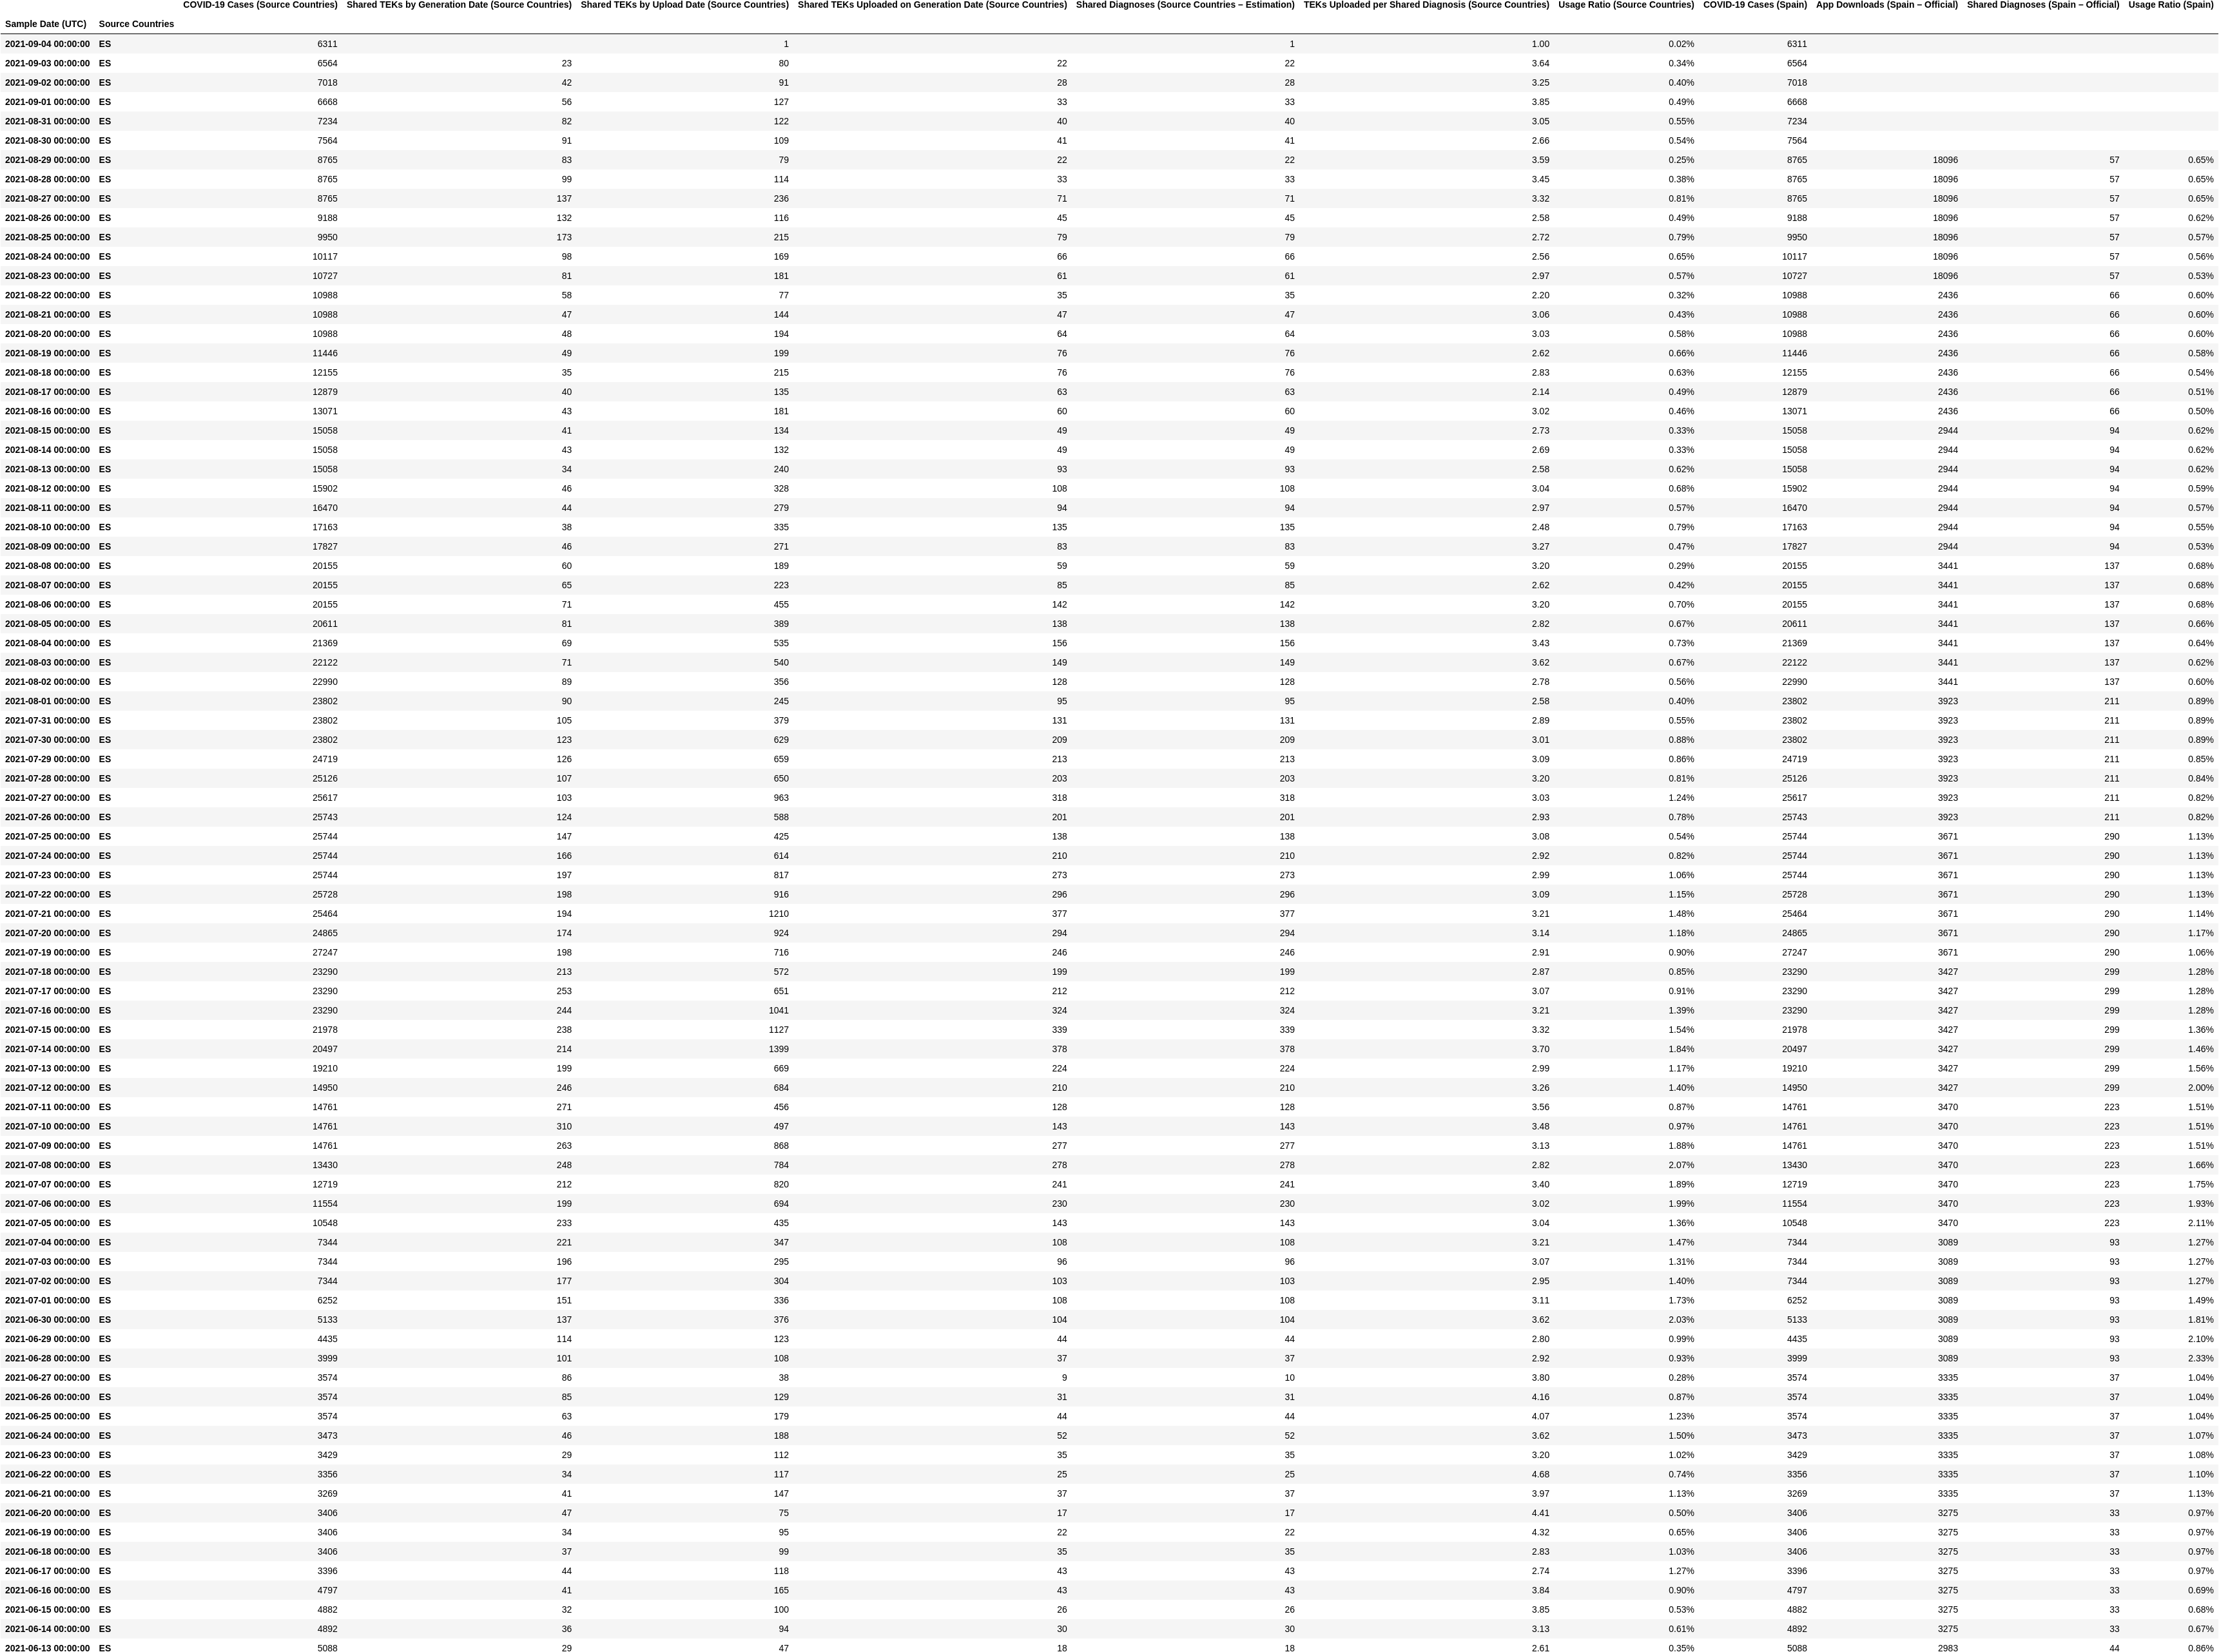 COVID-19 Cases (Source Countries) Shared TEKs by Generation Date (Source Countries) Shared TEKs by Upload Date (Source Countries) Shared TEKs Uploaded on Generation Date (Source Countries) Shared Diagnoses (Source Countries – Estimation) TEKs Uploaded per Shared Diagnosis (Source Countries) Usage Ratio (Source Countries) COVID-19 Cases (Spain) App Downloads (Spain – Official) Shared Diagnoses (Spain – Official) Usage Ratio (Spain)
Sample Date (UTC) Source Countries
2021-09-04 00:00:00 ES 6311 1 1 1.00 0.02% 6311
2021-09-03 00:00:00 ES 6564 23 80 22 22 3.64 0.34% 6564
2021-09-02 00:00:00 ES 7018 42 91 28 28 3.25 0.40% 7018
2021-09-01 00:00:00 ES 6668 56 127 33 33 3.85 0.49% 6668
2021-08-31 00:00:00 ES 7234 82 122 40 40 3.05 0.55% 7234
2021-08-30 00:00:00 ES 7564 91 109 41 41 2.66 0.54% 7564
2021-08-29 00:00:00 ES 8765 83 79 22 22 3.59 0.25% 8765 18096 57 0.65%
2021-08-28 00:00:00 ES 8765 99 114 33 33 3.45 0.38% 8765 18096 57 0.65%
2021-08-27 00:00:00 ES 8765 137 236 71 71 3.32 0.81% 8765 18096 57 0.65%
2021-08-26 00:00:00 ES 9188 132 116 45 45 2.58 0.49% 9188 18096 57 0.62%
2021-08-25 00:00:00 ES 9950 173 215 79 79 2.72 0.79% 9950 18096 57 0.57%
2021-08-24 00:00:00 ES 10117 98 169 66 66 2.56 0.65% 10117 18096 57 0.56%
2021-08-23 00:00:00 ES 10727 81 181 61 61 2.97 0.57% 10727 18096 57 0.53%
2021-08-22 00:00:00 ES 10988 58 77 35 35 2.20 0.32% 10988 2436 66 0.60%
2021-08-21 00:00:00 ES 10988 47 144 47 47 3.06 0.43% 10988 2436 66 0.60%
2021-08-20 00:00:00 ES 10988 48 194 64 64 3.03 0.58% 10988 2436 66 0.60%
2021-08-19 00:00:00 ES 11446 49 199 76 76 2.62 0.66% 11446 2436 66 0.58%
2021-08-18 00:00:00 ES 12155 35 215 76 76 2.83 0.63% 12155 2436 66 0.54%
2021-08-17 00:00:00 ES 12879 40 135 63 63 2.14 0.49% 12879 2436 66 0.51%
2021-08-16 00:00:00 ES 13071 43 181 60 60 3.02 0.46% 13071 2436 66 0.50%
2021-08-15 00:00:00 ES 15058 41 134 49 49 2.73 0.33% 15058 2944 94 0.62%
2021-08-14 00:00:00 ES 15058 43 132 49 49 2.69 0.33% 15058 2944 94 0.62%
2021-08-13 00:00:00 ES 15058 34 240 93 93 2.58 0.62% 15058 2944 94 0.62%
2021-08-12 00:00:00 ES 15902 46 328 108 108 3.04 0.68% 15902 2944 94 0.59%
2021-08-11 00:00:00 ES 16470 44 279 94 94 2.97 0.57% 16470 2944 94 0.57%
2021-08-10 00:00:00 ES 17163 38 335 135 135 2.48 0.79% 17163 2944 94 0.55%
2021-08-09 00:00:00 ES 17827 46 271 83 83 3.27 0.47% 17827 2944 94 0.53%
2021-08-08 00:00:00 ES 20155 60 189 59 59 3.20 0.29% 20155 3441 137 0.68%
2021-08-07 00:00:00 ES 20155 65 223 85 85 2.62 0.42% 20155 3441 137 0.68%
2021-08-06 00:00:00 ES 20155 71 455 142 142 3.20 0.70% 20155 3441 137 0.68%
2021-08-05 00:00:00 ES 20611 81 389 138 138 2.82 0.67% 20611 3441 137 0.66%
2021-08-04 00:00:00 ES 21369 69 535 156 156 3.43 0.73% 21369 3441 137 0.64%
2021-08-03 00:00:00 ES 22122 71 540 149 149 3.62 0.67% 22122 3441 137 0.62%
2021-08-02 00:00:00 ES 22990 89 356 128 128 2.78 0.56% 22990 3441 137 0.60%
2021-08-01 00:00:00 ES 23802 90 245 95 95 2.58 0.40% 23802 3923 211 0.89%
2021-07-31 00:00:00 ES 23802 105 379 131 131 2.89 0.55% 23802 3923 211 0.89%
2021-07-30 00:00:00 ES 23802 123 629 209 209 3.01 0.88% 23802 3923 211 0.89%
2021-07-29 00:00:00 ES 24719 126 659 213 213 3.09 0.86% 24719 3923 211 0.85%
2021-07-28 00:00:00 ES 25126 107 650 203 203 3.20 0.81% 25126 3923 211 0.84%
2021-07-27 00:00:00 ES 25617 103 963 318 318 3.03 1.24% 25617 3923 211 0.82%
2021-07-26 00:00:00 ES 25743 124 588 201 201 2.93 0.78% 25743 3923 211 0.82%
2021-07-25 00:00:00 ES 25744 147 425 138 138 3.08 0.54% 25744 3671 290 1.13%
2021-07-24 00:00:00 ES 25744 166 614 210 210 2.92 0.82% 25744 3671 290 1.13%
2021-07-23 00:00:00 ES 25744 197 817 273 273 2.99 1.06% 25744 3671 290 1.13%
2021-07-22 00:00:00 ES 25728 198 916 296 296 3.09 1.15% 25728 3671 290 1.13%
2021-07-21 00:00:00 ES 25464 194 1210 377 377 3.21 1.48% 25464 3671 290 1.14%
2021-07-20 00:00:00 ES 24865 174 924 294 294 3.14 1.18% 24865 3671 290 1.17%
2021-07-19 00:00:00 ES 27247 198 716 246 246 2.91 0.90% 27247 3671 290 1.06%
2021-07-18 00:00:00 ES 23290 213 572 199 199 2.87 0.85% 23290 3427 299 1.28%
2021-07-17 00:00:00 ES 23290 253 651 212 212 3.07 0.91% 23290 3427 299 1.28%
2021-07-16 00:00:00 ES 23290 244 1041 324 324 3.21 1.39% 23290 3427 299 1.28%
2021-07-15 00:00:00 ES 21978 238 1127 339 339 3.32 1.54% 21978 3427 299 1.36%
2021-07-14 00:00:00 ES 20497 214 1399 378 378 3.70 1.84% 20497 3427 299 1.46%
2021-07-13 00:00:00 ES 19210 199 669 224 224 2.99 1.17% 19210 3427 299 1.56%
2021-07-12 00:00:00 ES 14950 246 684 210 210 3.26 1.40% 14950 3427 299 2.00%
2021-07-11 00:00:00 ES 14761 271 456 128 128 3.56 0.87% 14761 3470 223 1.51%
2021-07-10 00:00:00 ES 14761 310 497 143 143 3.48 0.97% 14761 3470 223 1.51%
2021-07-09 00:00:00 ES 14761 263 868 277 277 3.13 1.88% 14761 3470 223 1.51%
2021-07-08 00:00:00 ES 13430 248 784 278 278 2.82 2.07% 13430 3470 223 1.66%
2021-07-07 00:00:00 ES 12719 212 820 241 241 3.40 1.89% 12719 3470 223 1.75%
2021-07-06 00:00:00 ES 11554 199 694 230 230 3.02 1.99% 11554 3470 223 1.93%
2021-07-05 00:00:00 ES 10548 233 435 143 143 3.04 1.36% 10548 3470 223 2.11%
2021-07-04 00:00:00 ES 7344 221 347 108 108 3.21 1.47% 7344 3089 93 1.27%
2021-07-03 00:00:00 ES 7344 196 295 96 96 3.07 1.31% 7344 3089 93 1.27%
2021-07-02 00:00:00 ES 7344 177 304 103 103 2.95 1.40% 7344 3089 93 1.27%
2021-07-01 00:00:00 ES 6252 151 336 108 108 3.11 1.73% 6252 3089 93 1.49%
2021-06-30 00:00:00 ES 5133 137 376 104 104 3.62 2.03% 5133 3089 93 1.81%
2021-06-29 00:00:00 ES 4435 114 123 44 44 2.80 0.99% 4435 3089 93 2.10%
2021-06-28 00:00:00 ES 3999 101 108 37 37 2.92 0.93% 3999 3089 93 2.33%
2021-06-27 00:00:00 ES 3574 86 38 9 10 3.80 0.28% 3574 3335 37 1.04%
2021-06-26 00:00:00 ES 3574 85 129 31 31 4.16 0.87% 3574 3335 37 1.04%
2021-06-25 00:00:00 ES 3574 63 179 44 44 4.07 1.23% 3574 3335 37 1.04%
2021-06-24 00:00:00 ES 3473 46 188 52 52 3.62 1.50% 3473 3335 37 1.07%
2021-06-23 00:00:00 ES 3429 29 112 35 35 3.20 1.02% 3429 3335 37 1.08%
2021-06-22 00:00:00 ES 3356 34 117 25 25 4.68 0.74% 3356 3335 37 1.10%
2021-06-21 00:00:00 ES 3269 41 147 37 37 3.97 1.13% 3269 3335 37 1.13%
2021-06-20 00:00:00 ES 3406 47 75 17 17 4.41 0.50% 3406 3275 33 0.97%
2021-06-19 00:00:00 ES 3406 34 95 22 22 4.32 0.65% 3406 3275 33 0.97%
2021-06-18 00:00:00 ES 3406 37 99 35 35 2.83 1.03% 3406 3275 33 0.97%
2021-06-17 00:00:00 ES 3396 44 118 43 43 2.74 1.27% 3396 3275 33 0.97%
2021-06-16 00:00:00 ES 4797 41 165 43 43 3.84 0.90% 4797 3275 33 0.69%
2021-06-15 00:00:00 ES 4882 32 100 26 26 3.85 0.53% 4882 3275 33 0.68%
2021-06-14 00:00:00 ES 4892 36 94 30 30 3.13 0.61% 4892 3275 33 0.67%
2021-06-13 00:00:00 ES 5088 29 47 18 18 2.61 0.35% 5088 2983 44 0.86%